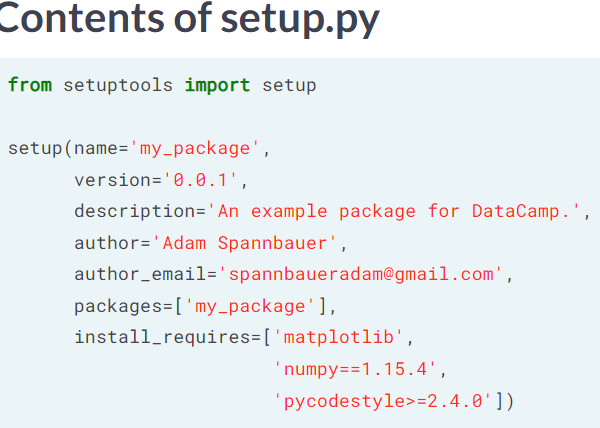 Contents of setup.py
from setuptools import setup
setup(name='my_package',
version='0.0.1',
description='An example package for DataCamp.',
author='Adam Spannbauer',
author_email='spannbaueradam@gmail.com',
packages=['my_package'],
install_requires=['matplotlib',
'numpy==1.15.4',
'pycodestyle>=2.4.0'])